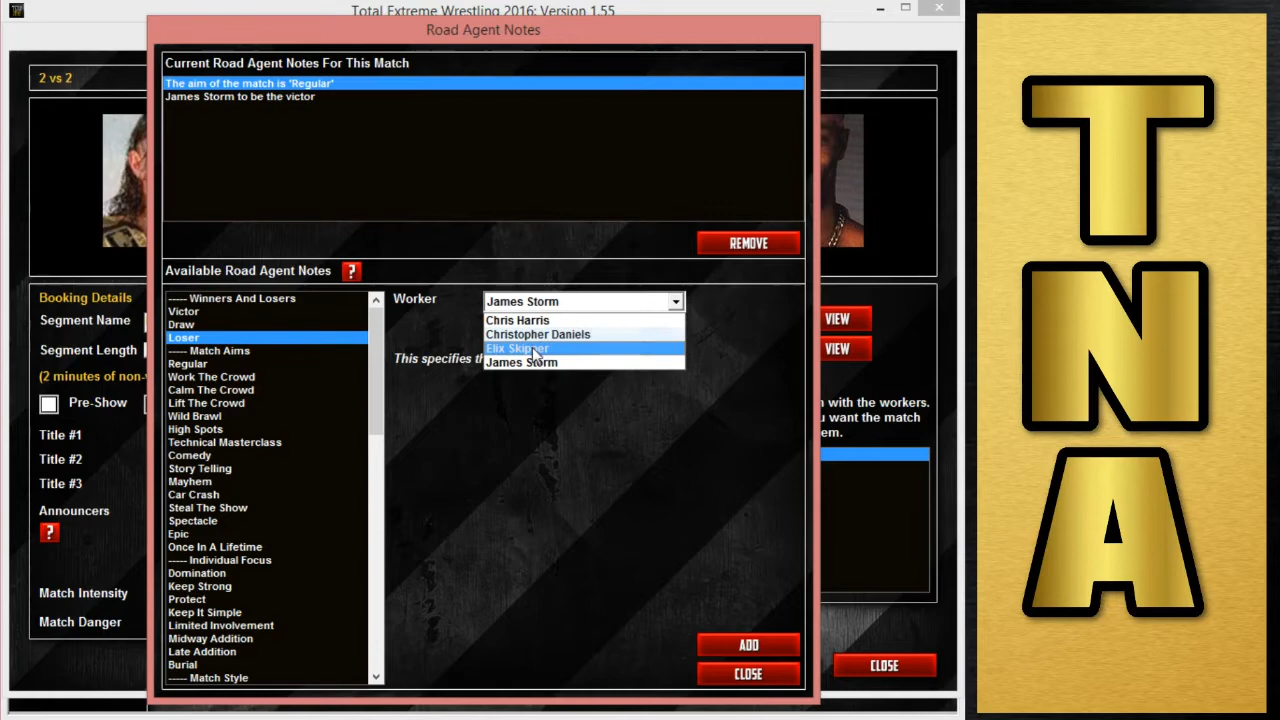 Total Extreme Wrestling 2016: Version 1.55
Road Agent Notes
2 vs 2
Current Road Agent Notes For This Match
The aim of the match is 'Regular'
James Storm to be the victor
REMOVE
Available Road Agent Notes ?
----- Winners And Losers
Victor
Draw
Loser
----- Match Aims
Regular
Work The Crowd
Calm The Crowd
Lift The Crowd
Wild Brawl
High Spots
Technical Masterclass
Comedy
Story Telling
Mayhem
Car Crash
Steal The Show
Spectacle
Epic
Once In A Lifetime
----- Individual Focus
Domination
Keep Strong
Protect
Keep It Simple
Limited Involvement
Midway Addition
Late Addition
Burial
----- Match Style
Worker
James Storm
Chris Harris
Christopher Daniels
Elix Skipper
James Storm
This specifies th
ADD
CLOSE
Booking Details
Segment Name
Segment Length
(2 minutes of non-
Pre-Show
Title #1
Title #2
Title #3
Announcers
?
Match Intensity
Match Danger
VIEW
VIEW
with the workers.
u want the match
em.
CLOSE
T
N
A